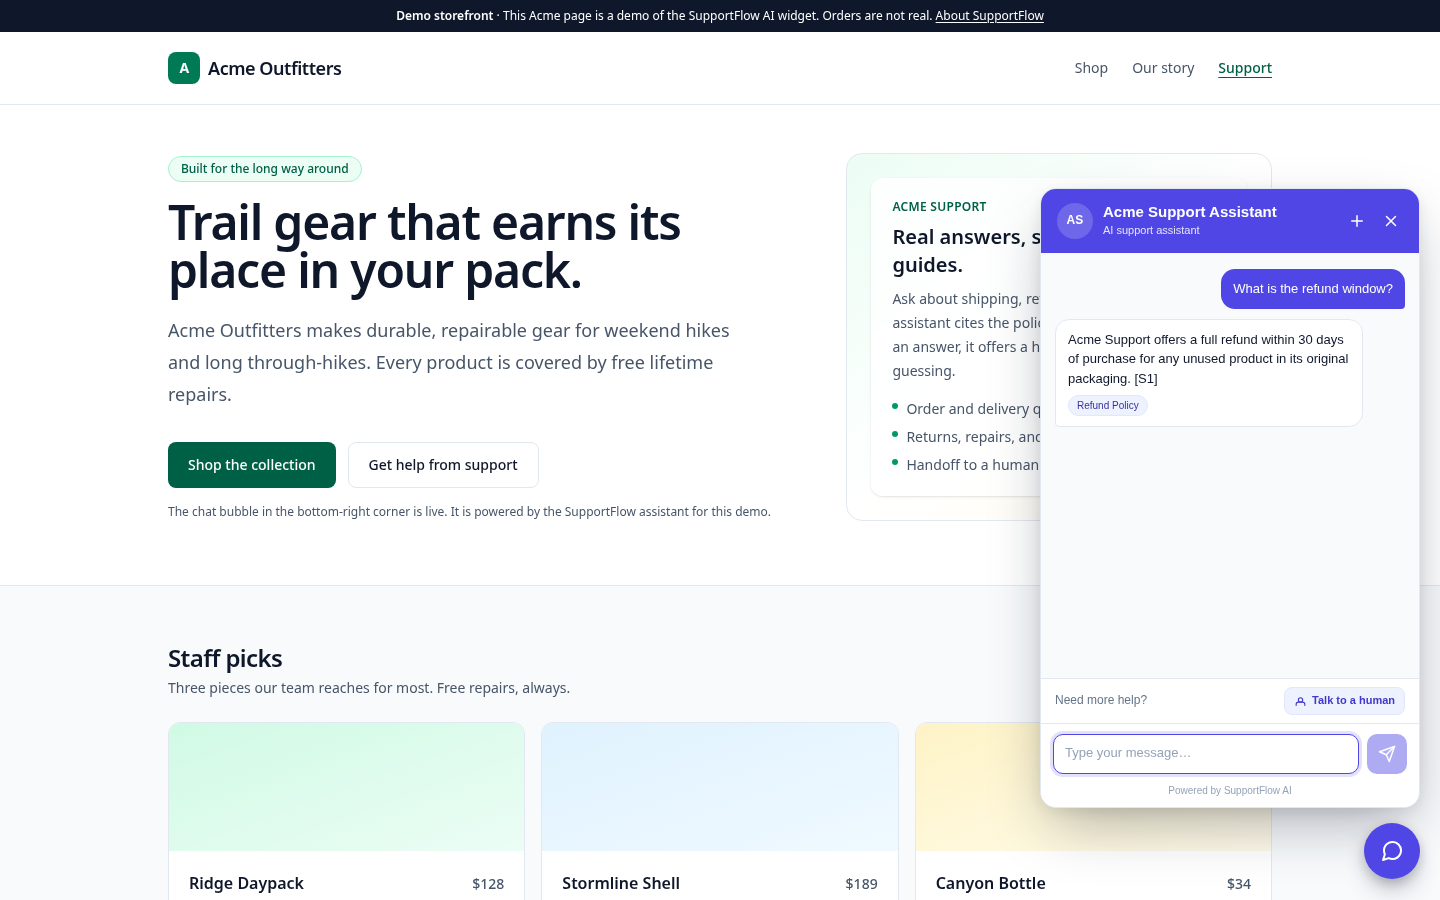 Demo storefront · This Acme page is a demo of the SupportFlow AI widget. Orders are not real. About SupportFlow
A Acme Outfitters
Shop Our story Support
Built for the long way around
Trail gear that earns its
place in your pack.
Acme Outfitters makes durable, repairable gear for weekend hikes
and long through-hikes. Every product is covered by free lifetime
repairs.
Shop the collection Get help from support
The chat bubble in the bottom-right corner is live. It is powered by the SupportFlow assistant for this demo.
ACME SUPPORT
Real answers,
guides.
Ask about shipping,
assistant cites the
an answer, it offers a
guessing.
Order and delivery
Returns, repairs,
Handoff to a human
AS Acme Support Assistant
AI support assistant
What is the refund window?
Acme Support offers a full refund within 30 days
of purchase for any unused product in its original
packaging. [S1]
Refund Policy
Need more help? Talk to a human
Type your message…
Powered by SupportFlow AI
Staff picks
Three pieces our team reaches for most. Free repairs, always.
Ridge Daypack $128
Stormline Shell $189
Canyon Bottle $34